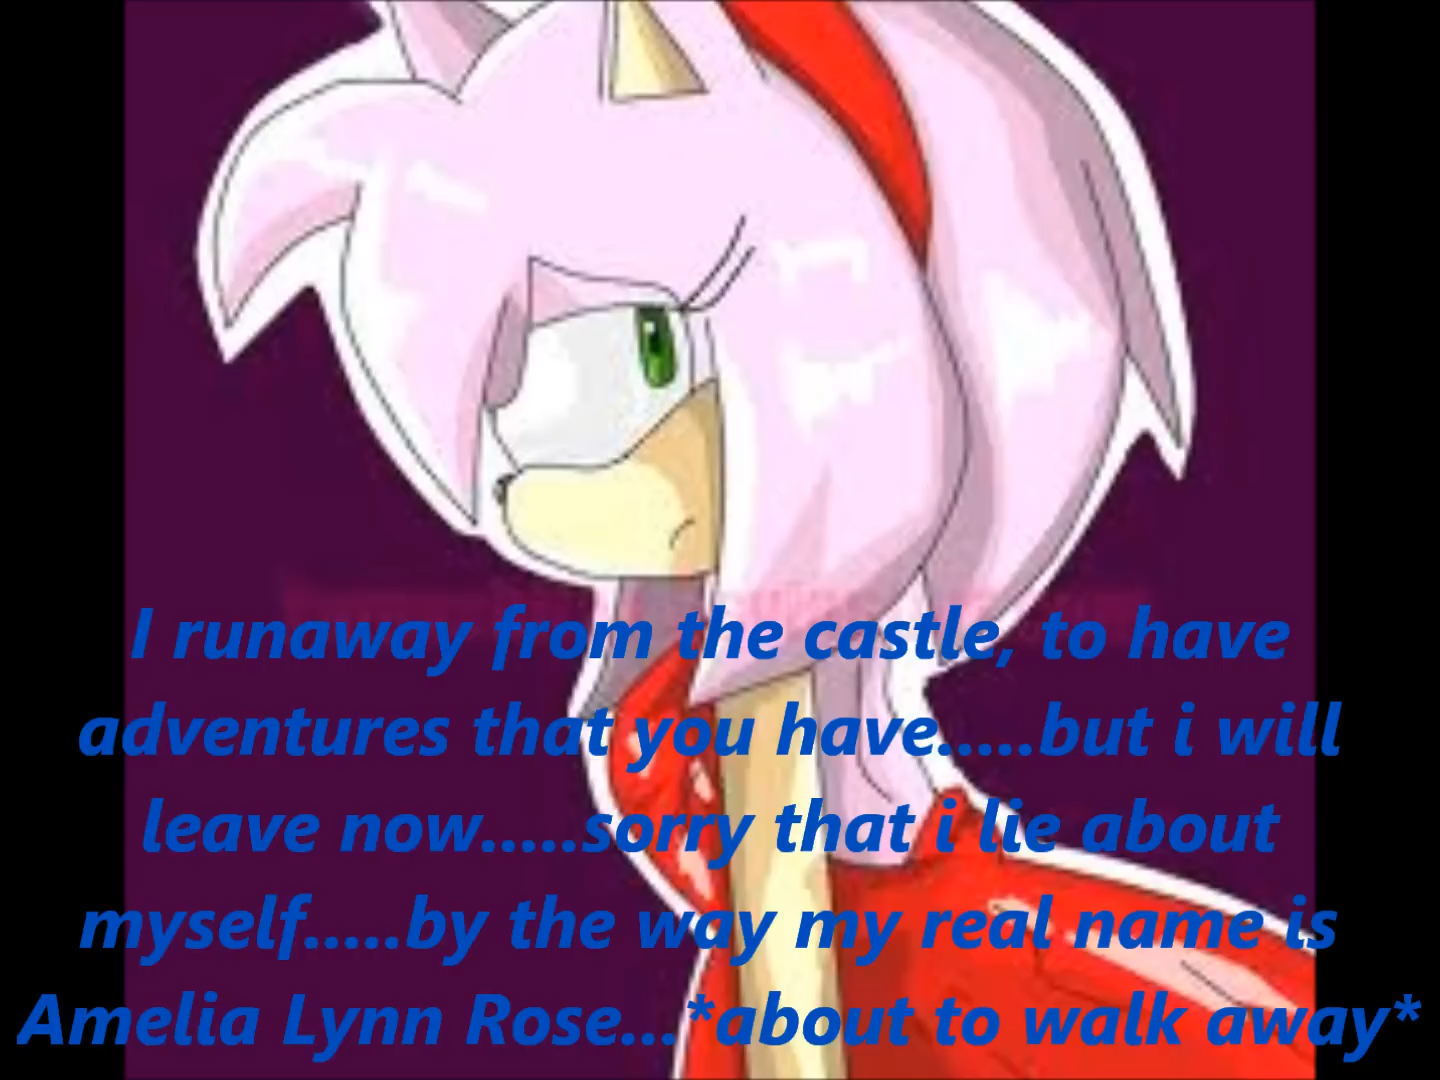 I runaway from the castle, to have
adventures that you have.....but i will
leave now.....sorry that i lie about
myself.....by the way my real name is
Amelia Lynn Rose...*about to walk away*